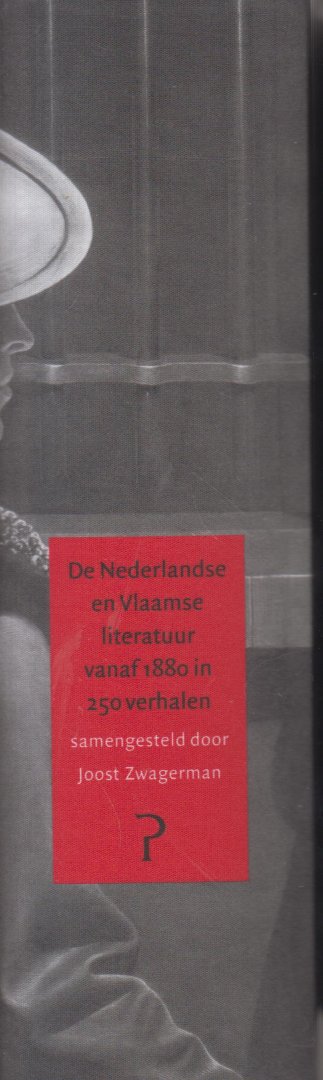 De Nederlandse
en Vlaamse
literatuur
vanaf 1880 in
250 verhalen
samengesteld door
Joost Zwagerman